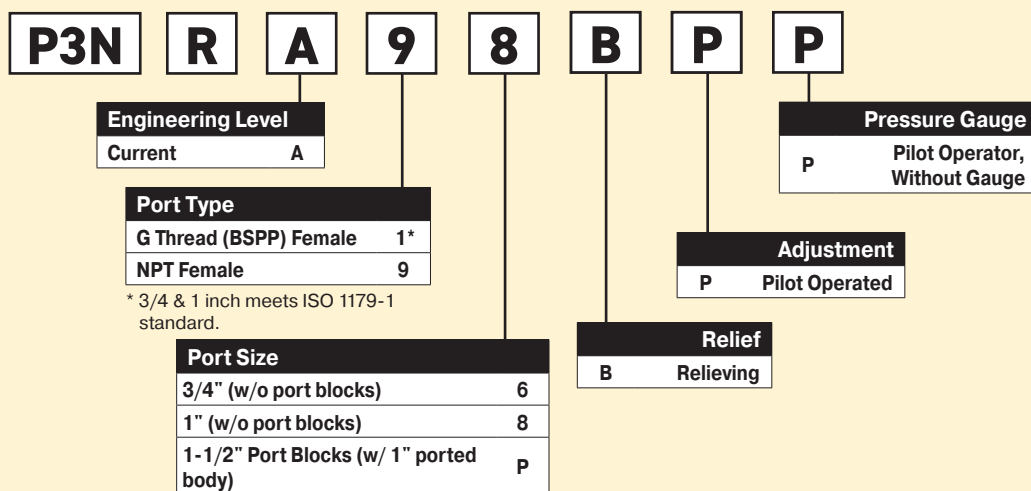 P3N R A 9 8 B P P
Engineering Level
Current A
Port Type
G Thread (BSPP) Female 1*
NPT Female 9
* 3/4 & 1 inch meets ISO 1179-1
standard.
Port Size
3/4" (w/o port blocks) 6
1" (w/o port blocks) 8
1-1/2" Port Blocks (w/ 1" ported
body) P
Relief
B Relieving
Adjustment
P Pilot Operated
Pressure Gauge
P Pilot Operator,
Without Gauge